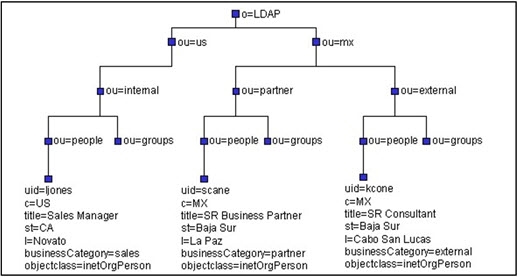 o=LDAP
ou=us
ou=mx
ou=internal
ou=partner
ou=external
ou=people
ou=groups
ou=people
ou=groups
ou=people
ou=groups
uid=ljones
c=US
title=Sales Manager
st=CA
l=Novato
businessCategory=sales
objectclass=inetOrgPerson
uid=scane
c=MX
title=SR Business Partner
st=Baja Sur
l=La Paz
businessCategory=partner
objectclass=inetOrgPerson
uid=kcone
c=MX
title=SR Consultant
st=Baja Sur
l=Cabo San Lucas
businessCategory=external
objectclass=inetOrgPerson